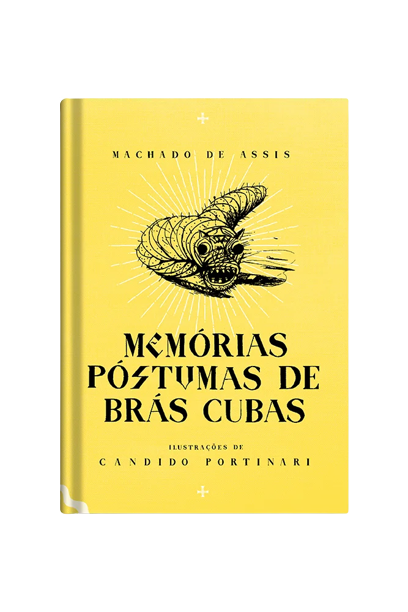 MACHADO DE ASSIS
MEMÓRIAS
PÓSTUMAS DE
BRÁS CUBAS
ILUSTRAÇÕES DE
CANDIDO PORTINARI